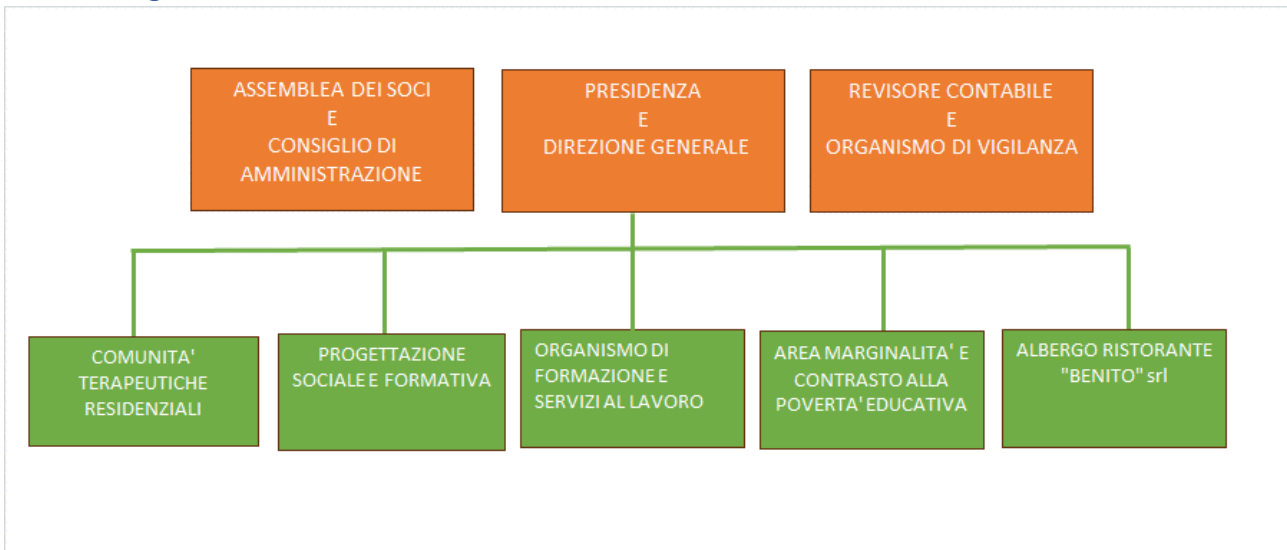 ASSEMBLEA DEI SOCI
E
CONSIGLIO DI
AMMINISTRAZIONE
PRESIDENZA
E
DIREZIONE GENERALE
REVISORE CONTABILE
E
ORGANISMO DI VIGILANZA
COMUNITA'
TERAPEUTICHE
RESIDENZIALI
PROGETTAZIONE
SOCIALE E FORMATIVA
ORGANISMO DI
FORMAZIONE E
SERVIZI AL LAVORO
AREA MARGINALITA' E
CONTRASTO ALLA
POVERTA' EDUCATIVA
ALBERGO RISTORANTE
"BENITO" srl